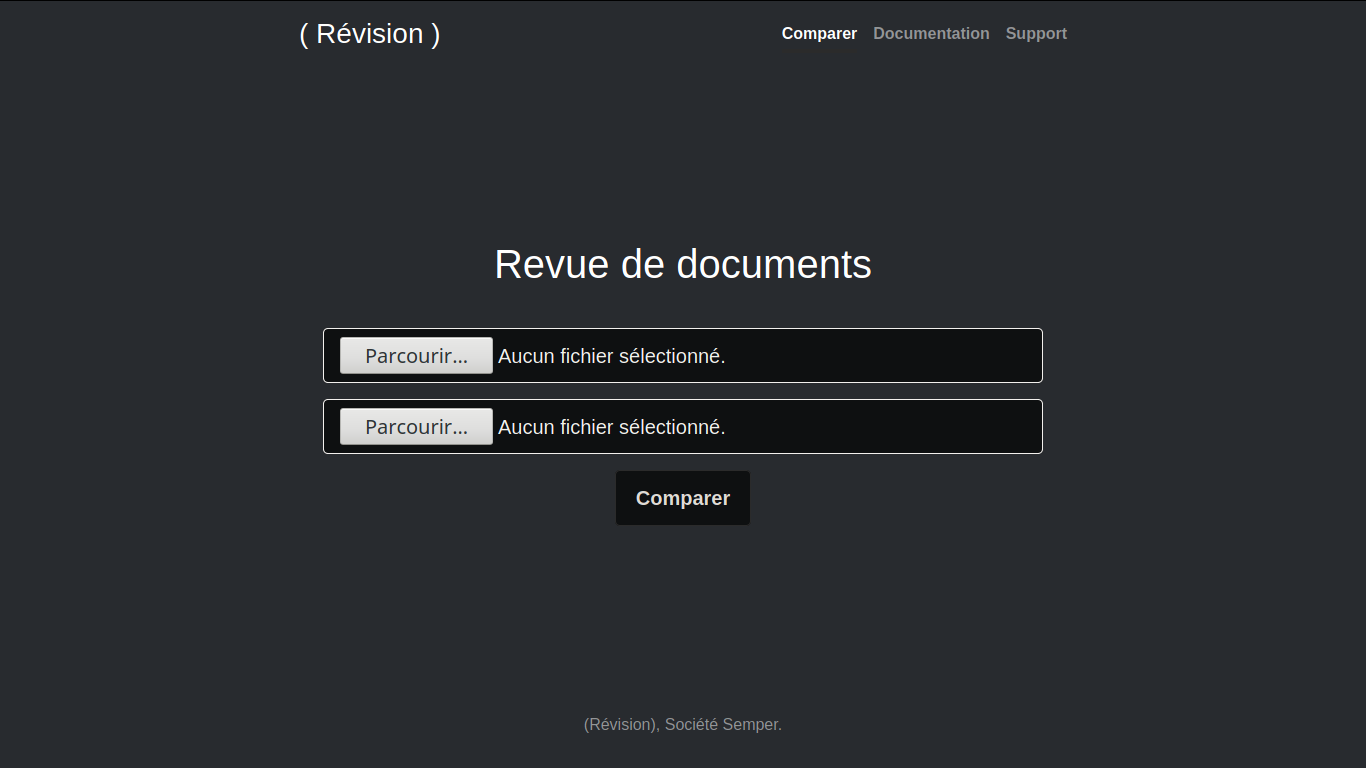 ( Révision ) Comparer Documentation Support
Revue de documents
Parcourir... Aucun fichier sélectionné.
Parcourir... Aucun fichier sélectionné.
Comparer
(Révision), Société Semper.